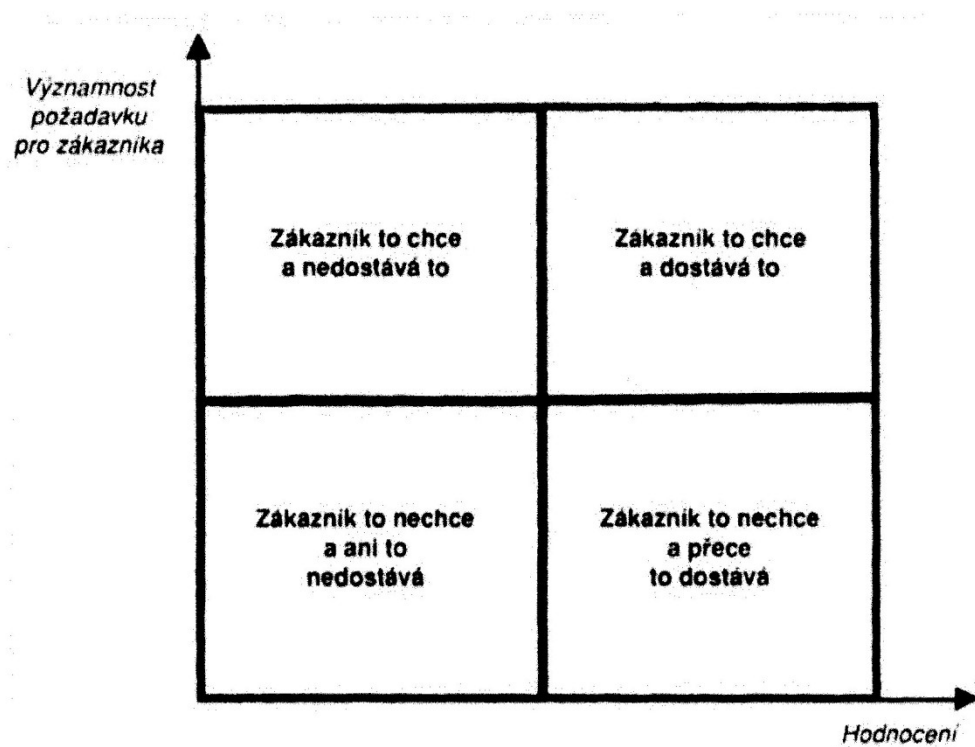 Významnost
požadavku
pro zákazníka
Zákazník to chce
a nedostává to
Zákazník to chce
a dostává to
Zákazník to nechce
a ani to
nedostává
Zákazník to nechce
a přece
to dostává
Hodnocení